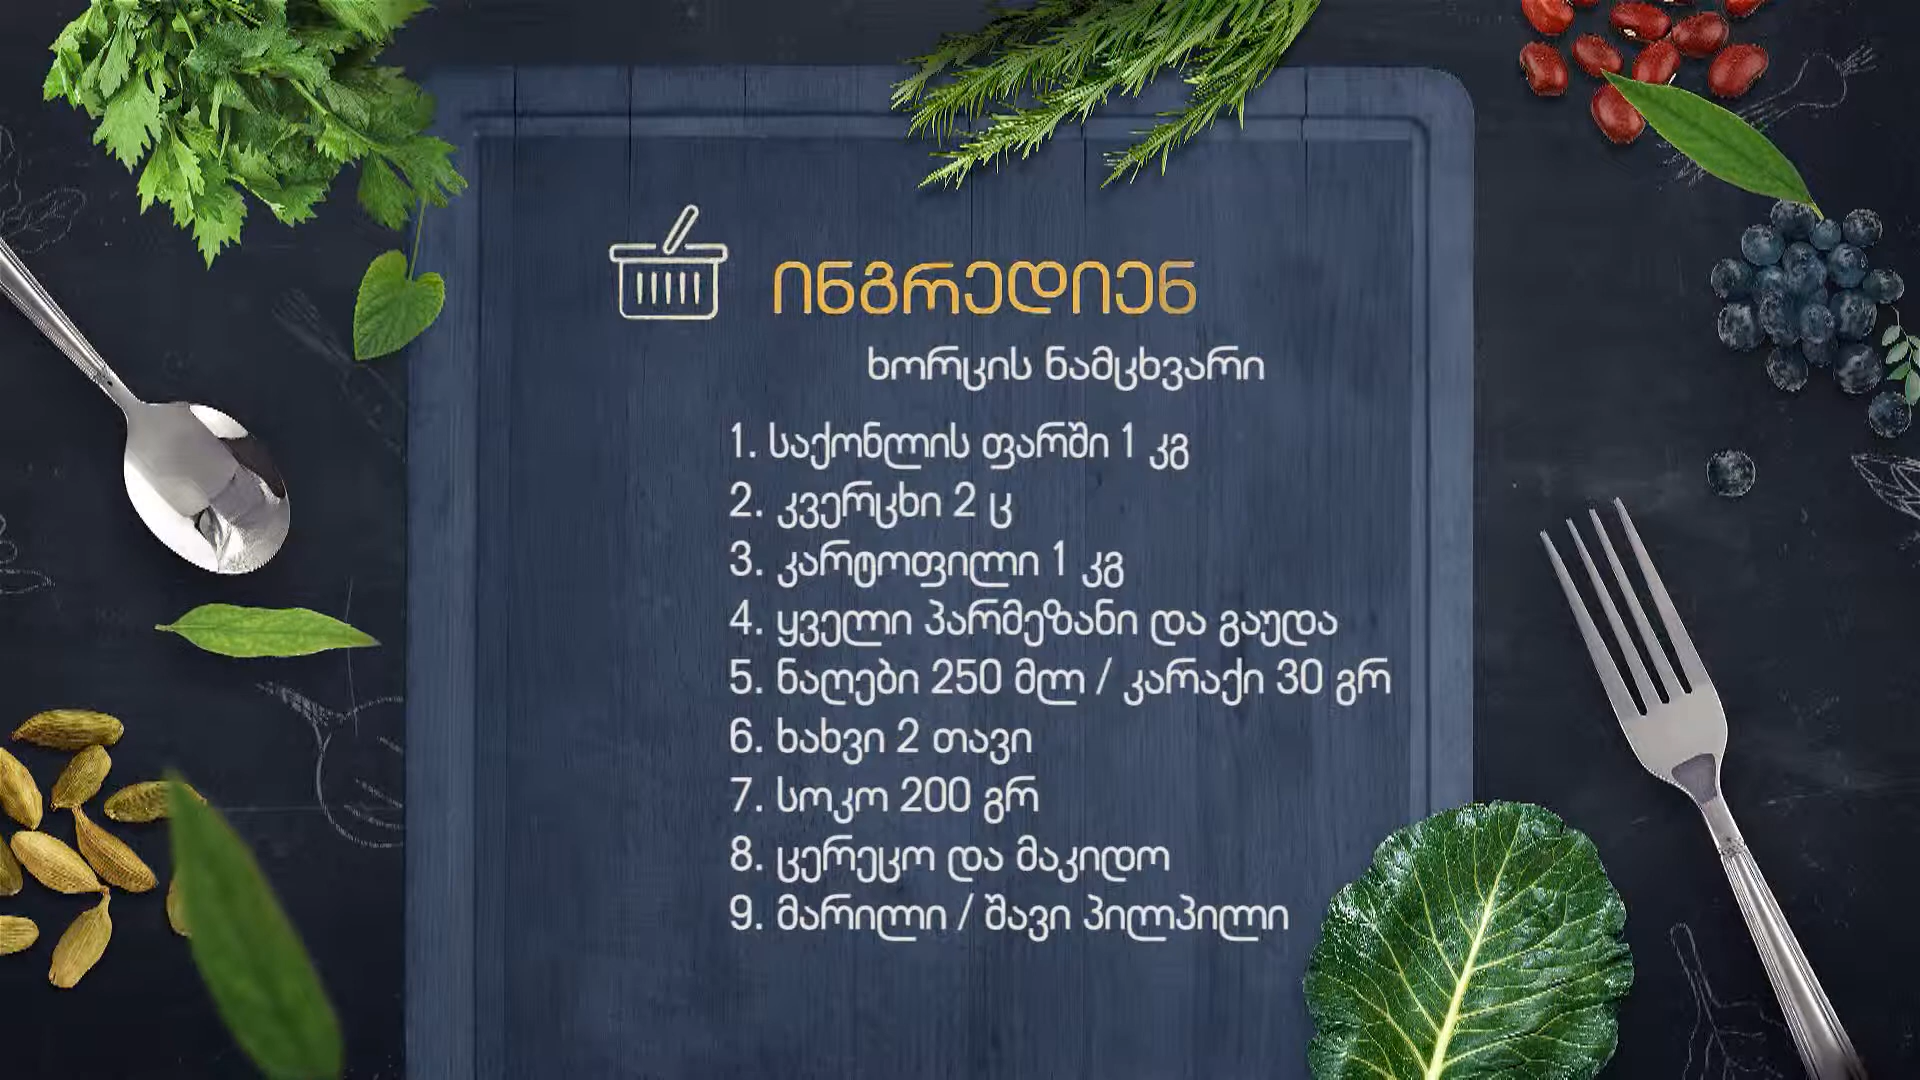 ინგრედიენ
ხორცის ნამცხვარი
1. საქონლის ფარში 1 კგ
2. კვერცხი 2 ც
3. კარტოფილი 1 კგ
4. ყველი პარმეზანი და გაუდა
5. ნაღები 250 მლ / კარაქი 30 გრ
6. ხახვი 2 თავი
7. სოკო 200 გრ
8. ცერეცო და მაკიდო
9. მარილი / შავი პილპილი